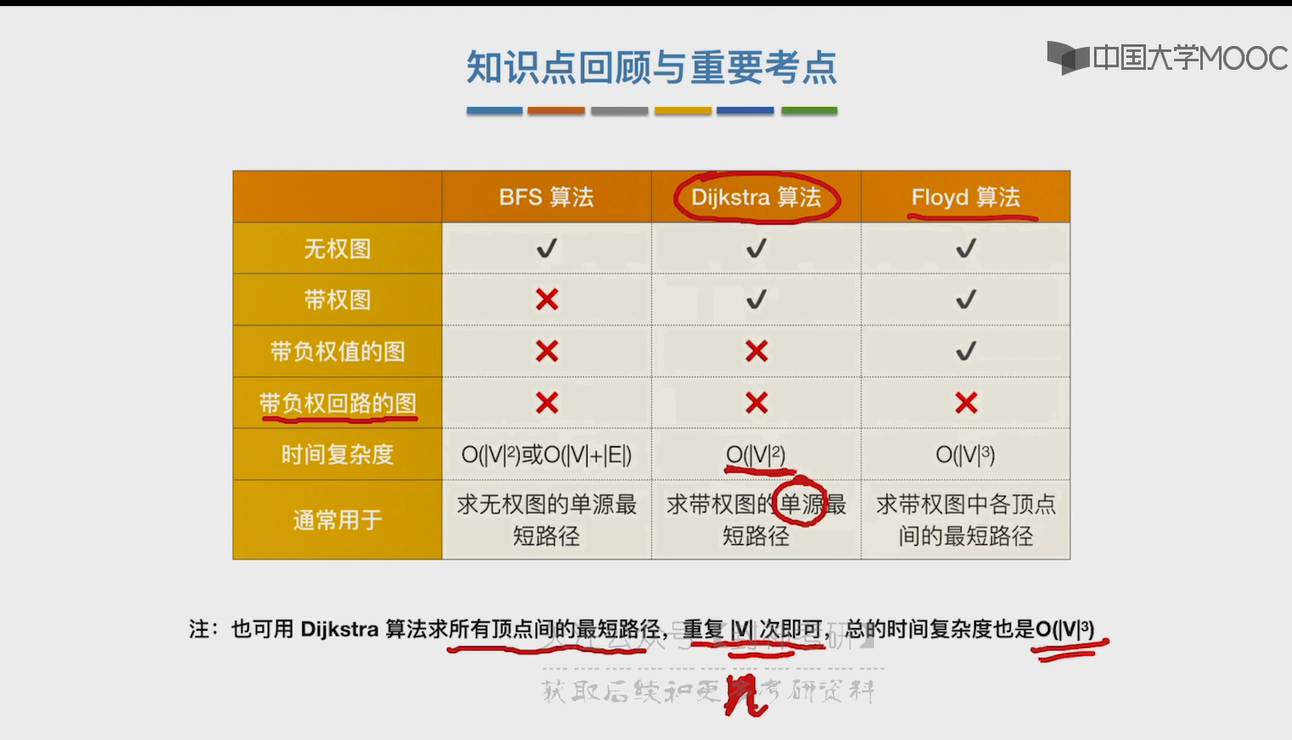 知识点回顾与重要考点
中国大学MOOC
BFS 算法 Dijkstra 算法 Floyd 算法
无权图 ✓ ✓ ✓
带权图 ✕ ✓ ✓
带负权值的图 ✕ ✕ ✓
带负权回路的图 ✕ ✕ ✕
时间复杂度 O(|V|²)或O(|V|+|E|) O(|V|²) O(|V|³)
通常用于 求无权图的单源最 求带权图的单源最 求带权图中各顶点
短路径 短路径 间的最短路径
注：也可用 Dijkstra 算法求所有顶点间的最短路径，重复 |V| 次即可，总的时间复杂度也是O(|V|³)
获取后续和更 考研资料
n